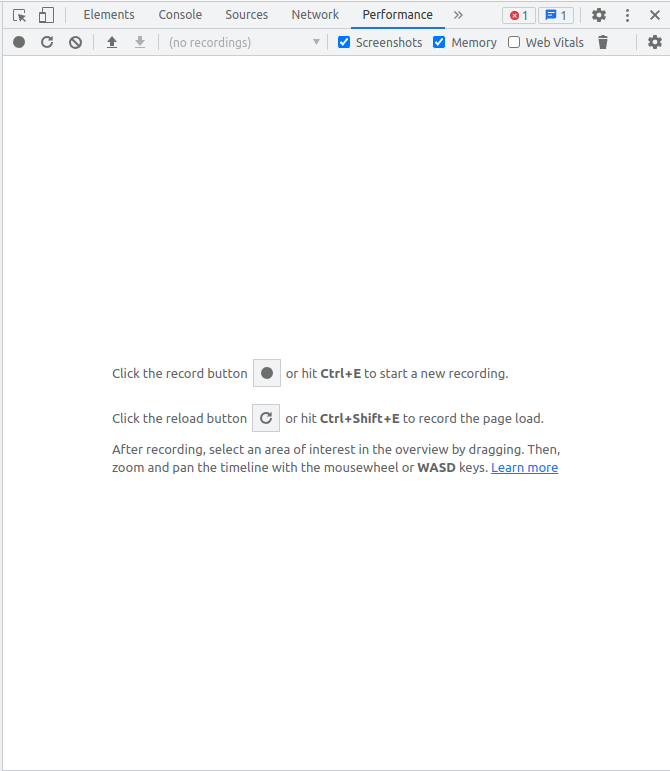 Elements Console Sources Network Performance 1 1
(no recordings) Screenshots Memory Web Vitals
Click the record button or hit Ctrl+E to start a new recording.
Click the reload button or hit Ctrl+Shift+E to record the page load.
After recording, select an area of interest in the overview by dragging. Then,
zoom and pan the timeline with the mousewheel or WASD keys. Learn more